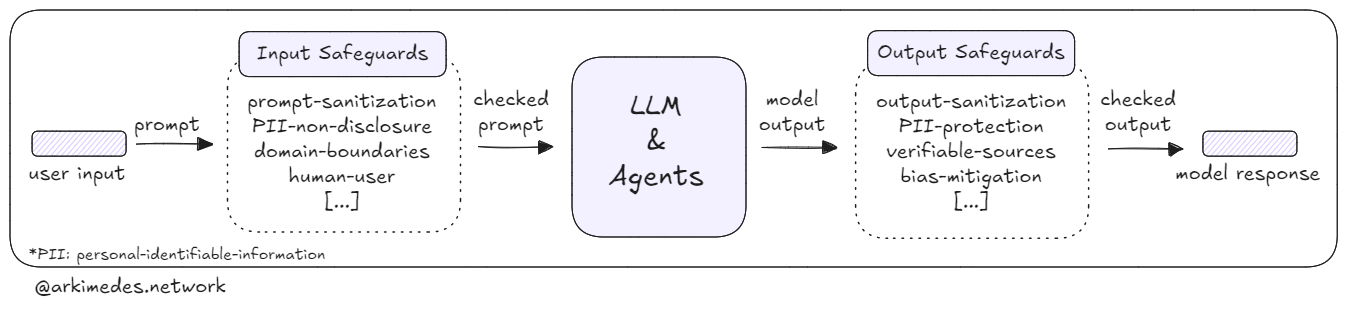 Input Safeguards
Output Safeguards
prompt
user input
prompt-sanitization
PII-non-disclosure
domain-boundaries
human-user
[...]
checked
prompt
LLM
&
Agents
model
output
output-sanitization
PII-protection
verifiable-sources
bias-mitigation
[...]
checked
output
model response
*PII: personal-identifiable-information
@arkimedes.network